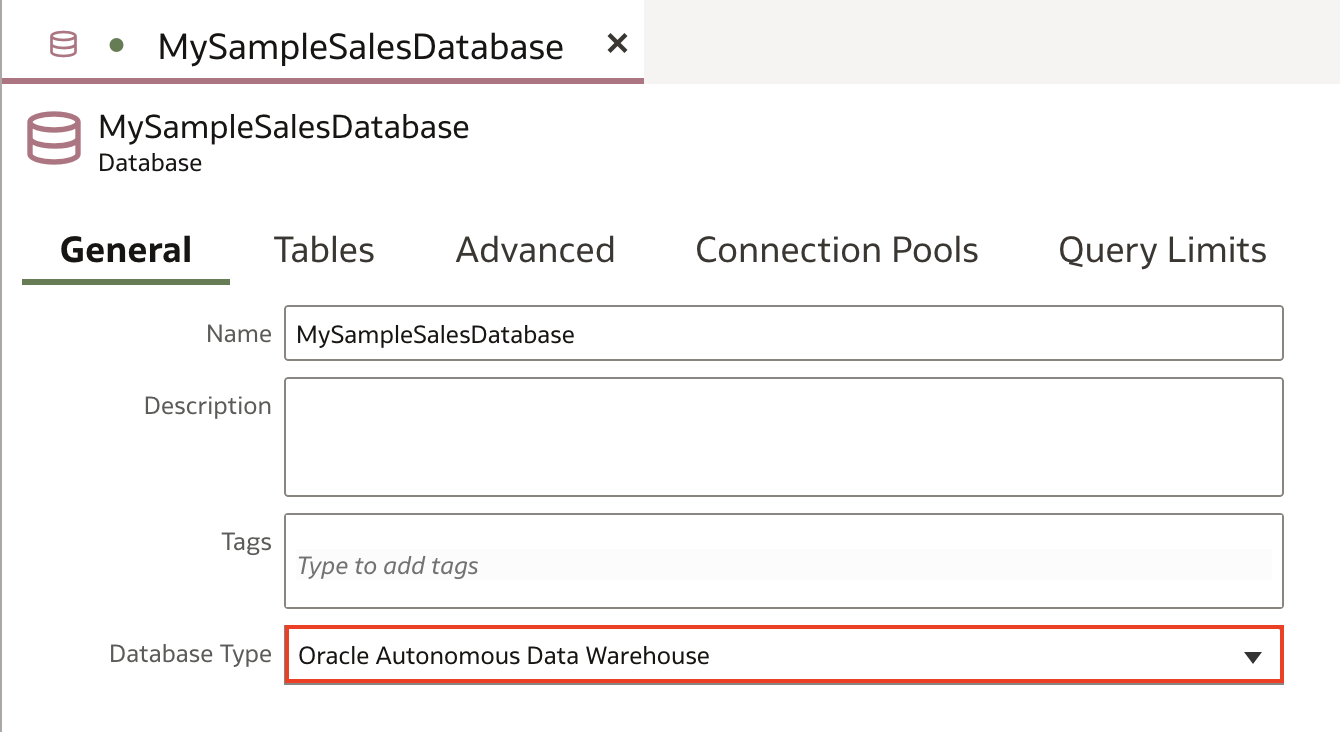 MySampleSalesDatabase
MySampleSalesDatabase
Database
General Tables Advanced Connection Pools Query Limits
Name MySampleSalesDatabase
Description
Tags Type to add tags
Database Type Oracle Autonomous Data Warehouse